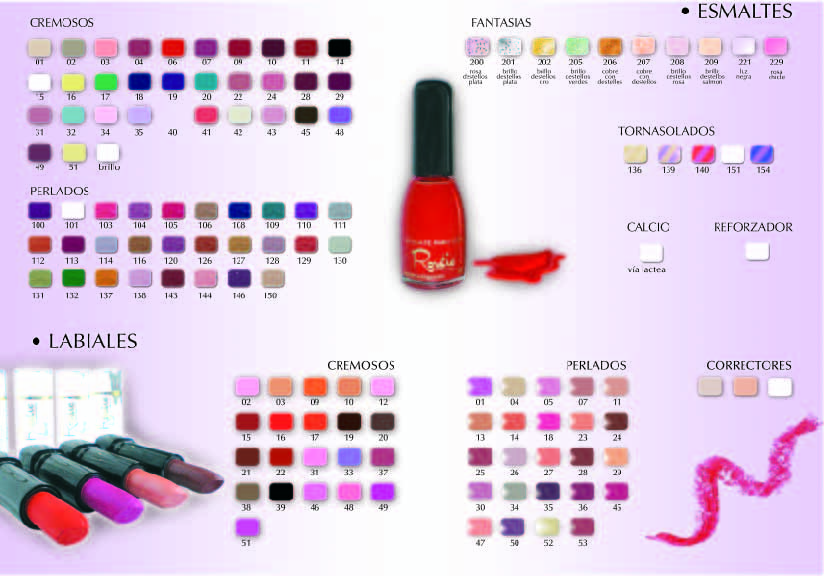 • ESMALTES
CREMOSOS
01 02 03 04 06 07 09 10 11 14
15 16 17 18 19 20 22 24 28 29
31 32 34 35 40 41 42 43 45 48
49 51 brillo
PERLADOS
100 101 103 104 105 106 108 109 110 111
112 113 114 116 120 126 127 128 129 130
131 132 137 138 143 144 146 150
FANTASIAS
200 201 202 205 206 207 208 209 221 229
rosa brillo brillo brillo cobre cobre brillo brillo luz rosa
destellos destellos destellos destellos con con destellos destellos negra chicle
plata plata oro verdes destellos destellos rosa salmon
TORNASOLADOS
136 139 140 151 154
CALCIO
vía lactea
REFORZADOR
• LABIALES
CREMOSOS
02 03 09 10 12
15 16 17 19 20
21 22 31 33 37
38 39 46 48 49
51
PERLADOS
01 04 05 07 11
13 14 18 23 24
25 26 27 28 29
30 34 35 36 45
47 50 52 53
CORRECTORES